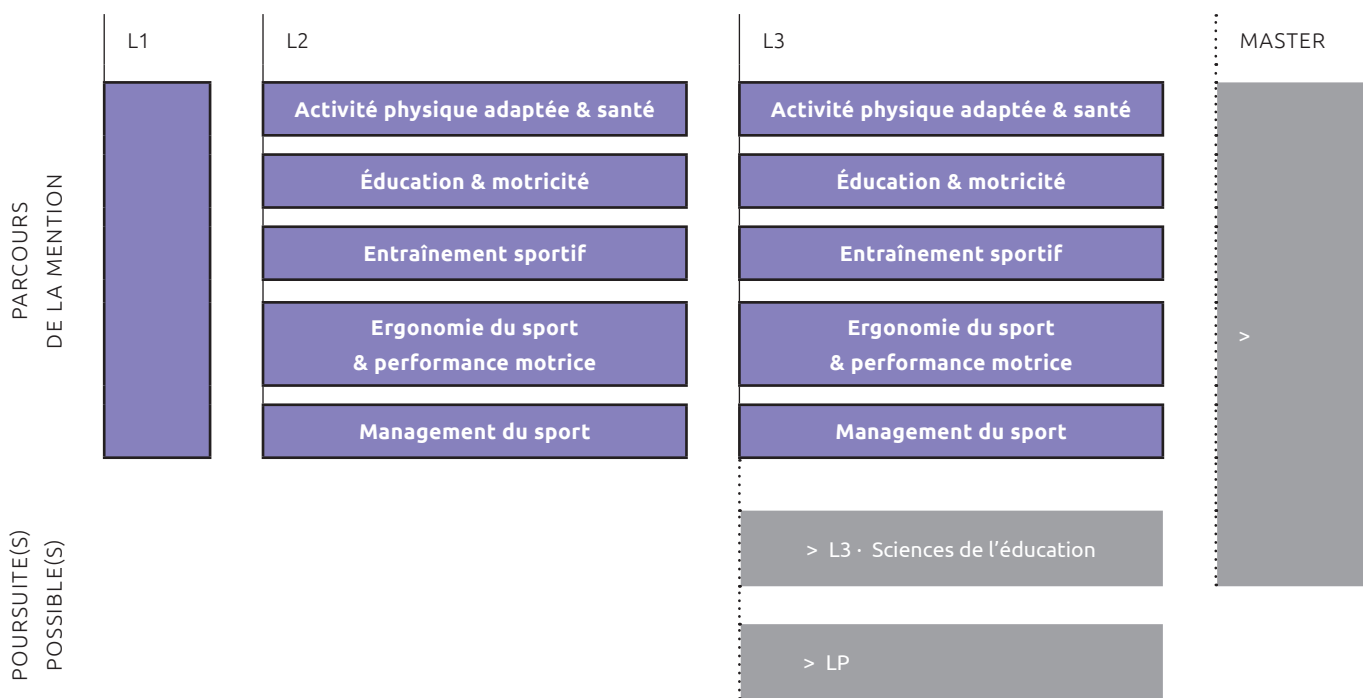 L1
L2
L3
MASTER
PARCOURS
DE LA MENTION
Activité physique adaptée & santé
Éducation & motricité
Entraînement sportif
Ergonomie du sport
& performance motrice
Management du sport
Activité physique adaptée & santé
Éducation & motricité
Entraînement sportif
Ergonomie du sport
& performance motrice
Management du sport
>
POURSUITE(S)
POSSIBLE(S)
> L3 · Sciences de l’éducation
> LP